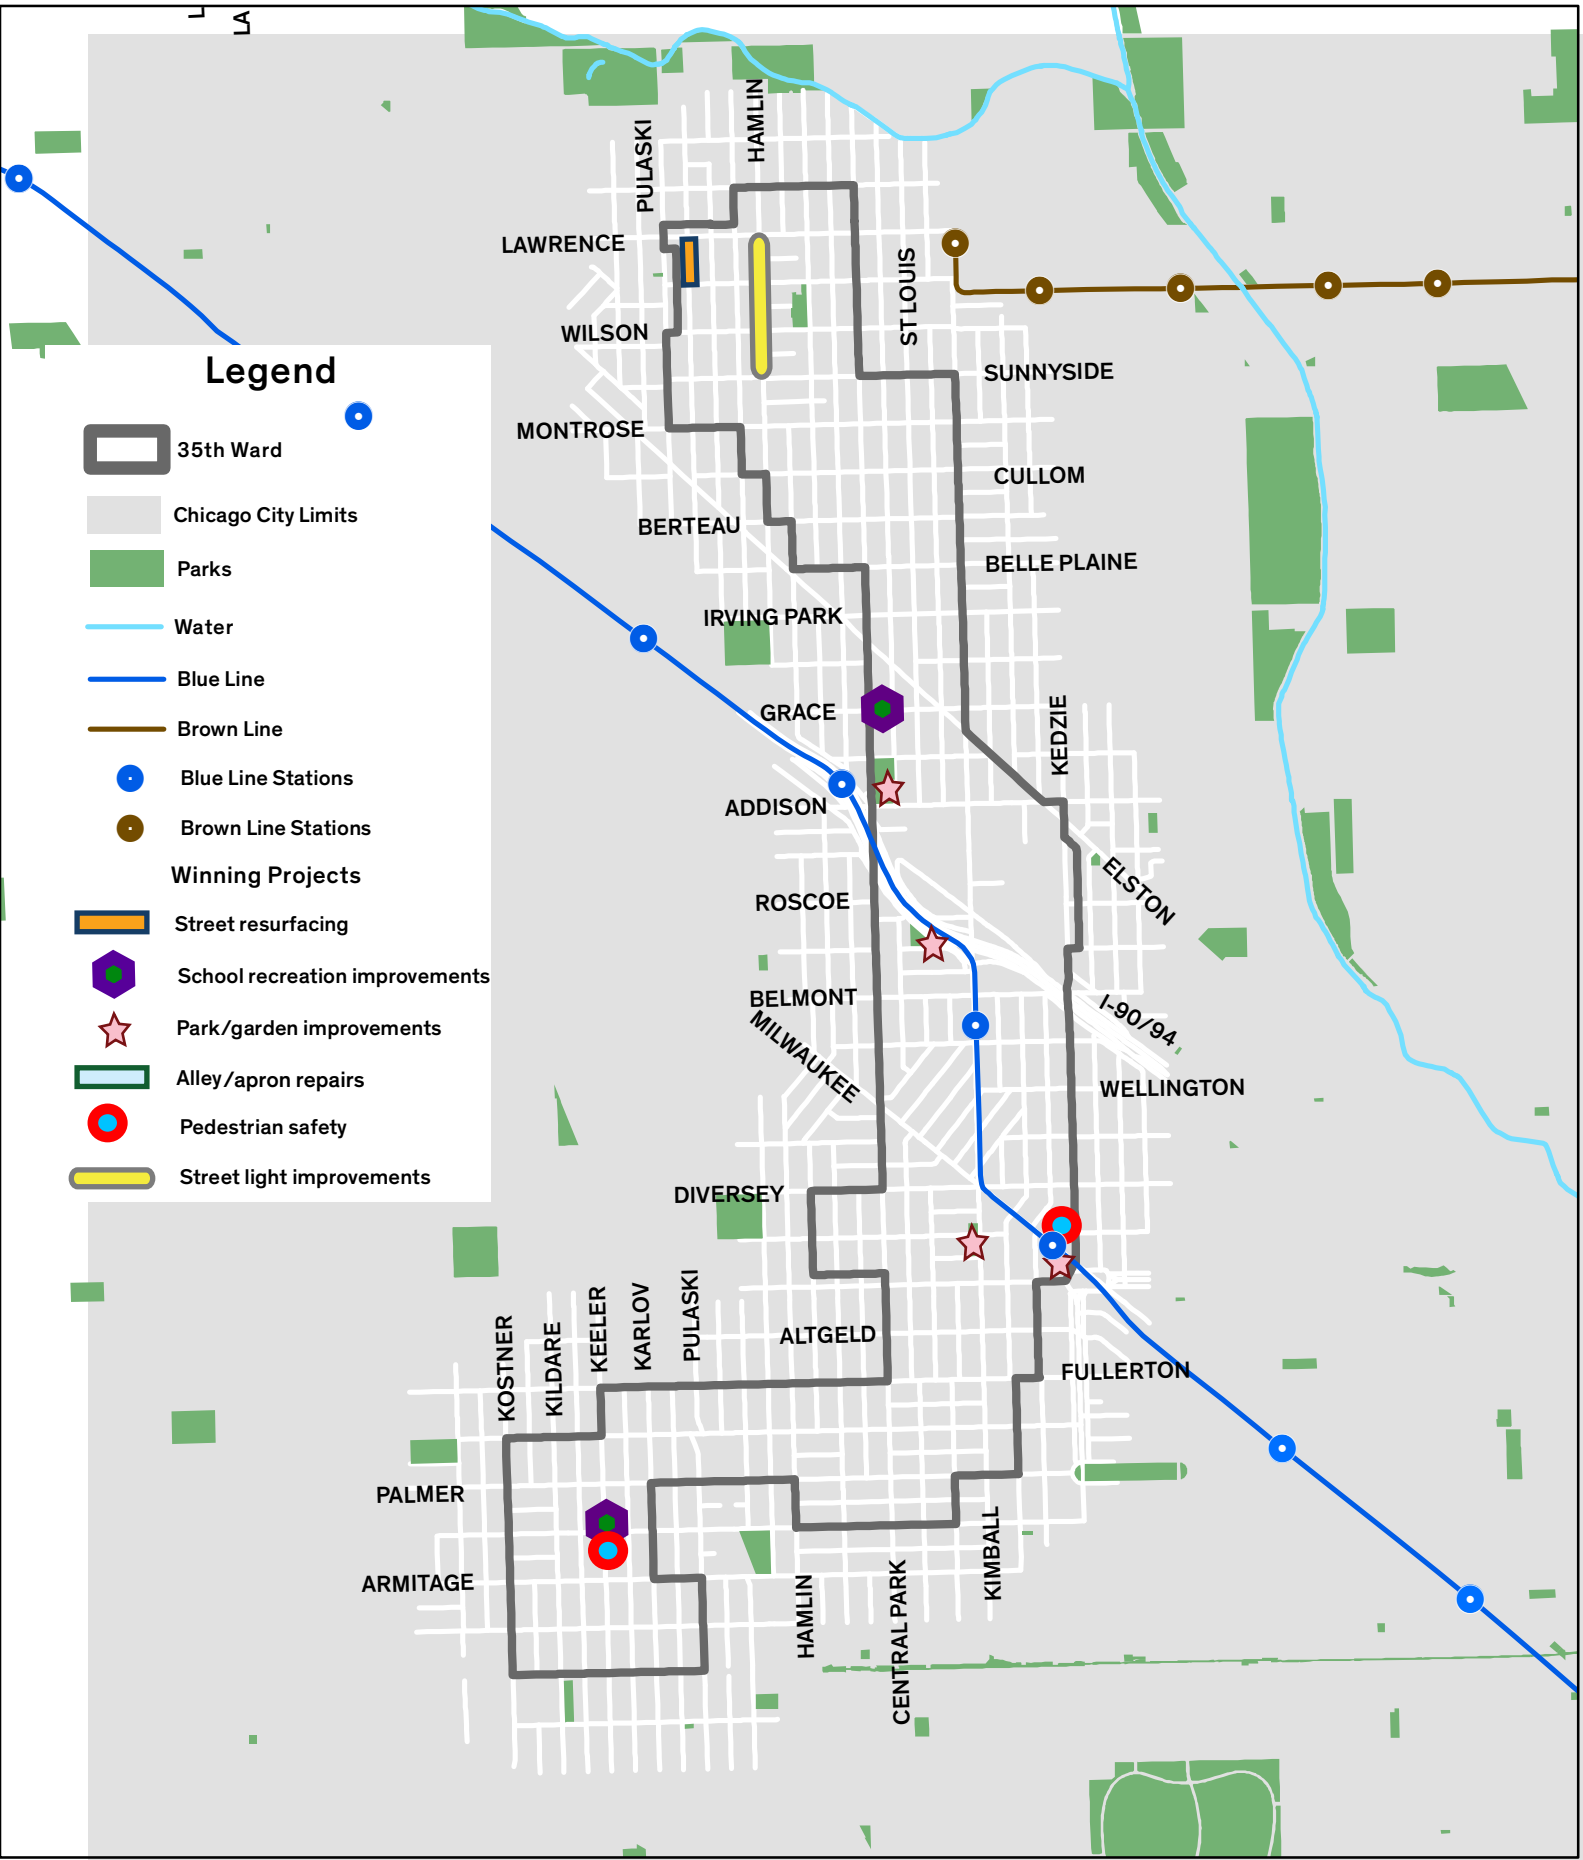 L
LA
HAMLIN
PULASKI
LAWRENCE
ST LOUIS
WILSON
SUNNYSIDE
MONTROSE
CULLOM
BERTEAU
BELLE PLAINE
IRVING PARK
GRACE
KEDZIE
ADDISON
ELSTON
ROSCOE
BELMONT
I-90/94
MILWAUKEE
WELLINGTON
DIVERSEY
PULASKI
KARLOV
KEELER
KOSTNER
KILDARE
ALTGELD
FULLERTON
PALMER
KIMBALL
ARMITAGE
HAMLIN
CENTRAL PARK
Legend
35th Ward
Chicago City Limits
Parks
Water
Blue Line
Brown Line
Blue Line Stations
Brown Line Stations
Winning Projects
Street resurfacing
School recreation improvements
Park/garden improvements
Alley/apron repairs
Pedestrian safety
Street light improvements